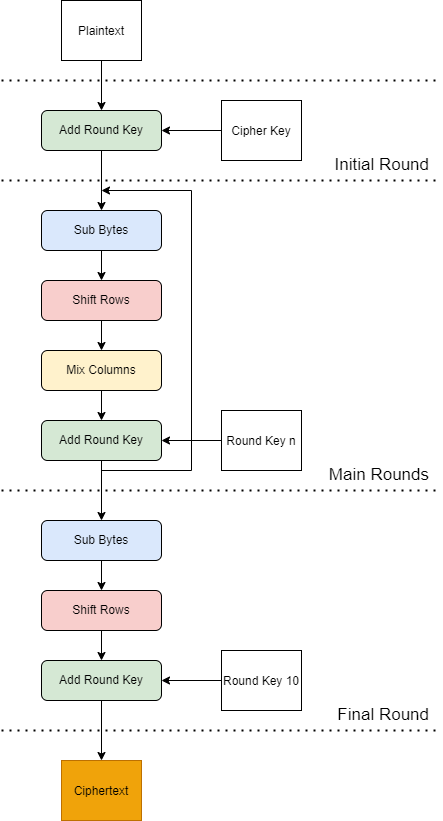 Plaintext
Add Round Key
Cipher Key
Initial Round
Sub Bytes
Shift Rows
Mix Columns
Add Round Key
Round Key n
Main Rounds
Sub Bytes
Shift Rows
Add Round Key
Round Key 10
Final Round
Ciphertext